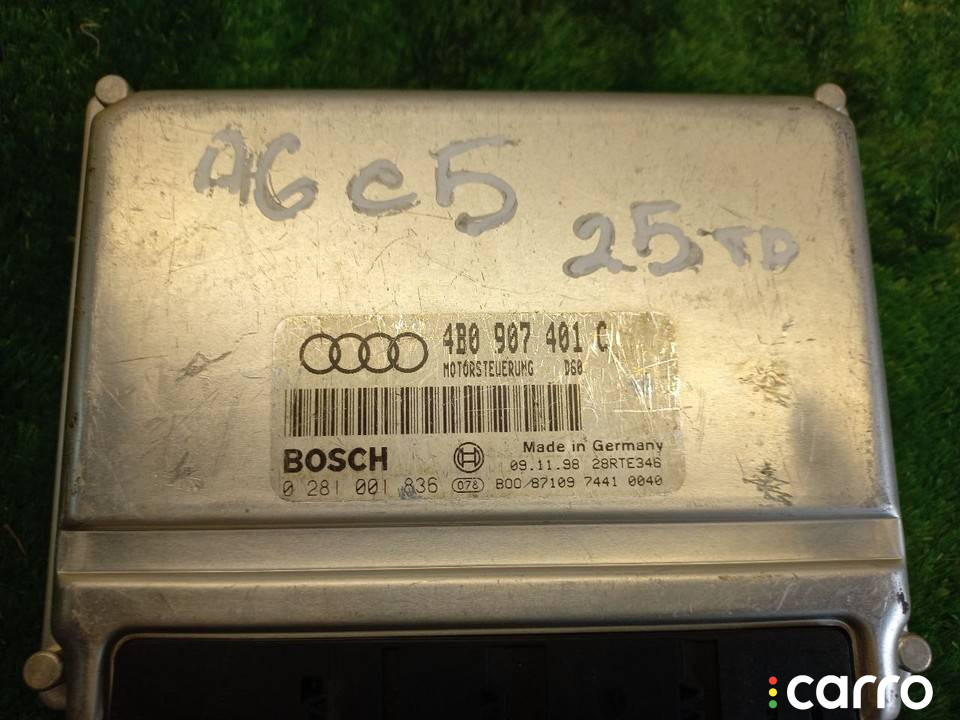 A6 C5
25TD
4B0 907 401 C
MOTORSTEUERUNG D60
BOSCH
Made in Germany
09.11.98 28RTE346
0 281 001 836 078 B00/87109 7441 0040
carro